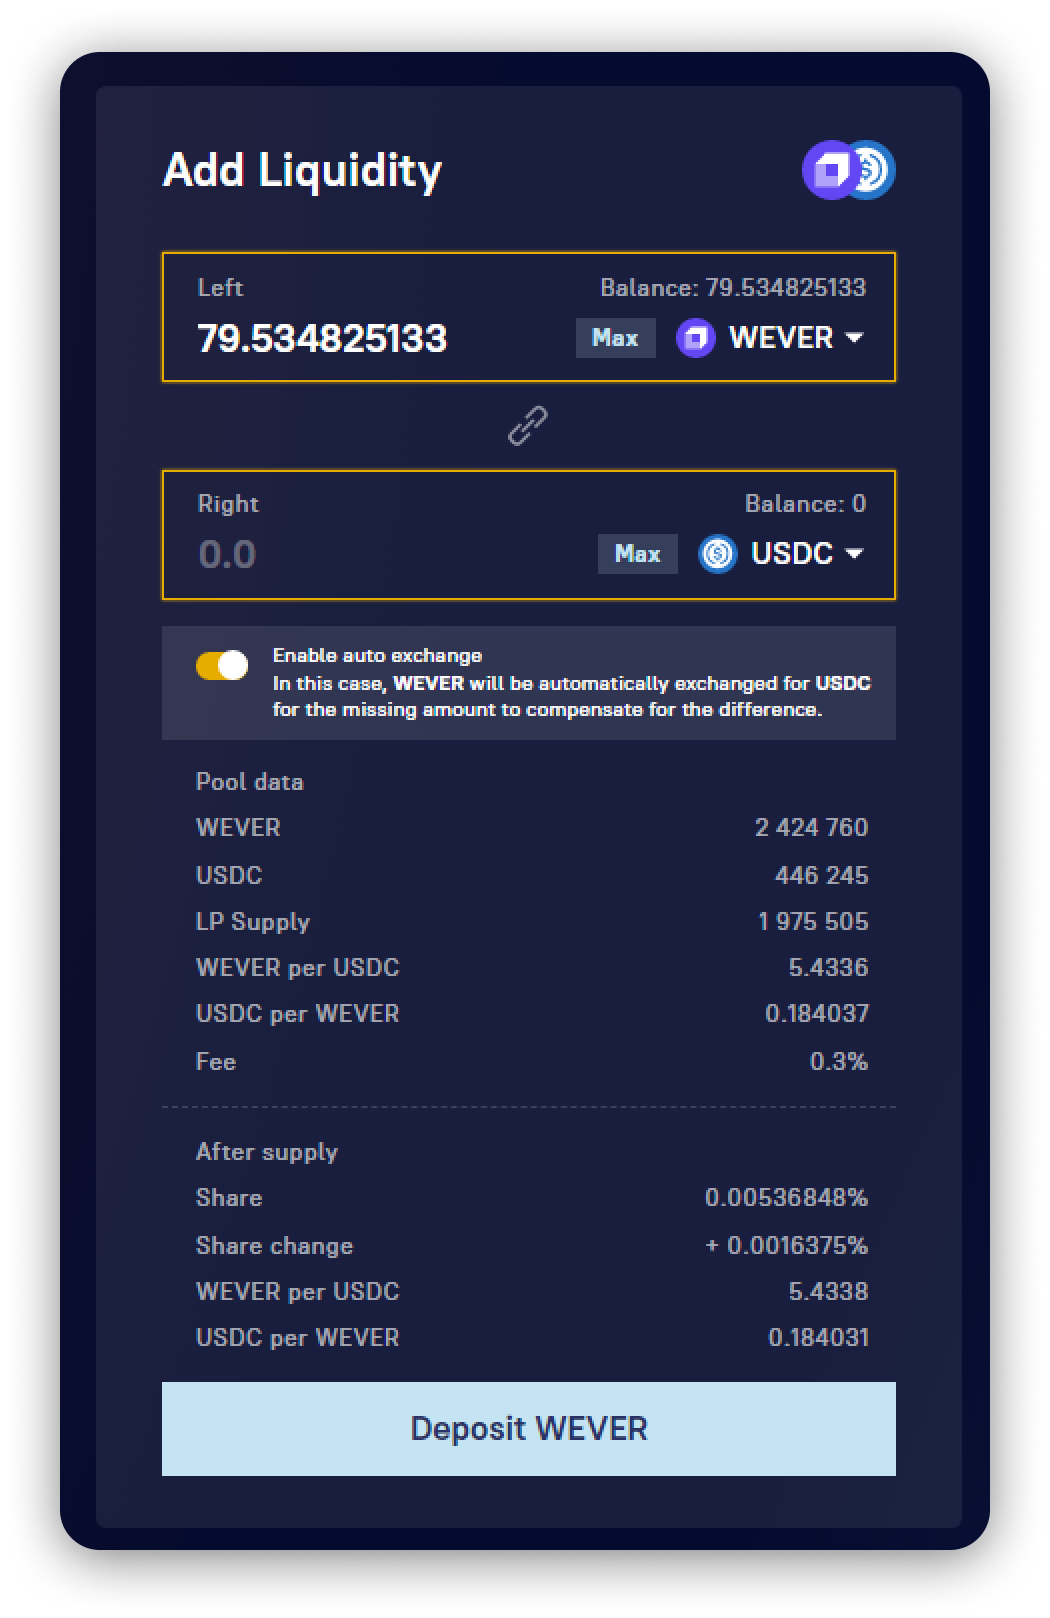 Add Liquidity
Left
Balance: 79.534825133
79.534825133
Max
WEVER
Right
Balance: 0
0.0
Max
USDC
Enable auto exchange
In this case, WEVER will be automatically exchanged for USDC
for the missing amount to compensate for the difference.
Pool data
WEVER 2 424 760
USDC 446 245
LP Supply 1 975 505
WEVER per USDC 5.4336
USDC per WEVER 0.184037
Fee 0.3%
After supply
Share 0.00536848%
Share change + 0.0016375%
WEVER per USDC 5.4338
USDC per WEVER 0.184031
Deposit WEVER